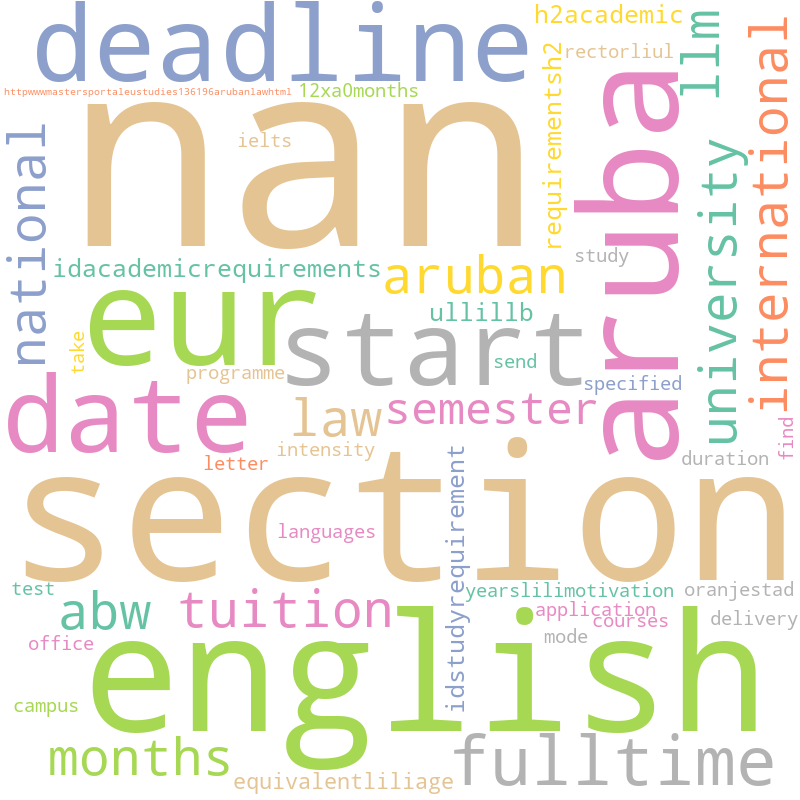 deadline
h2academic
llm
international
rectorliul
requirementsh2
httpwwwmastersportaleustudies136196arubanlawhtml
12xa0months
nan
ielts
aruba
national
university
idacademicrequirements
aruban
study
eur
ullillb
start
take
send
programme
specified
date
law
semester
find
intensity
letter
duration
section
idstudyrequirement
languages
test
yearslilimotivation
oranjestad
abw
tuition
application
courses
delivery
english
mode
office
campus
months
fulltime
equivalentliliage